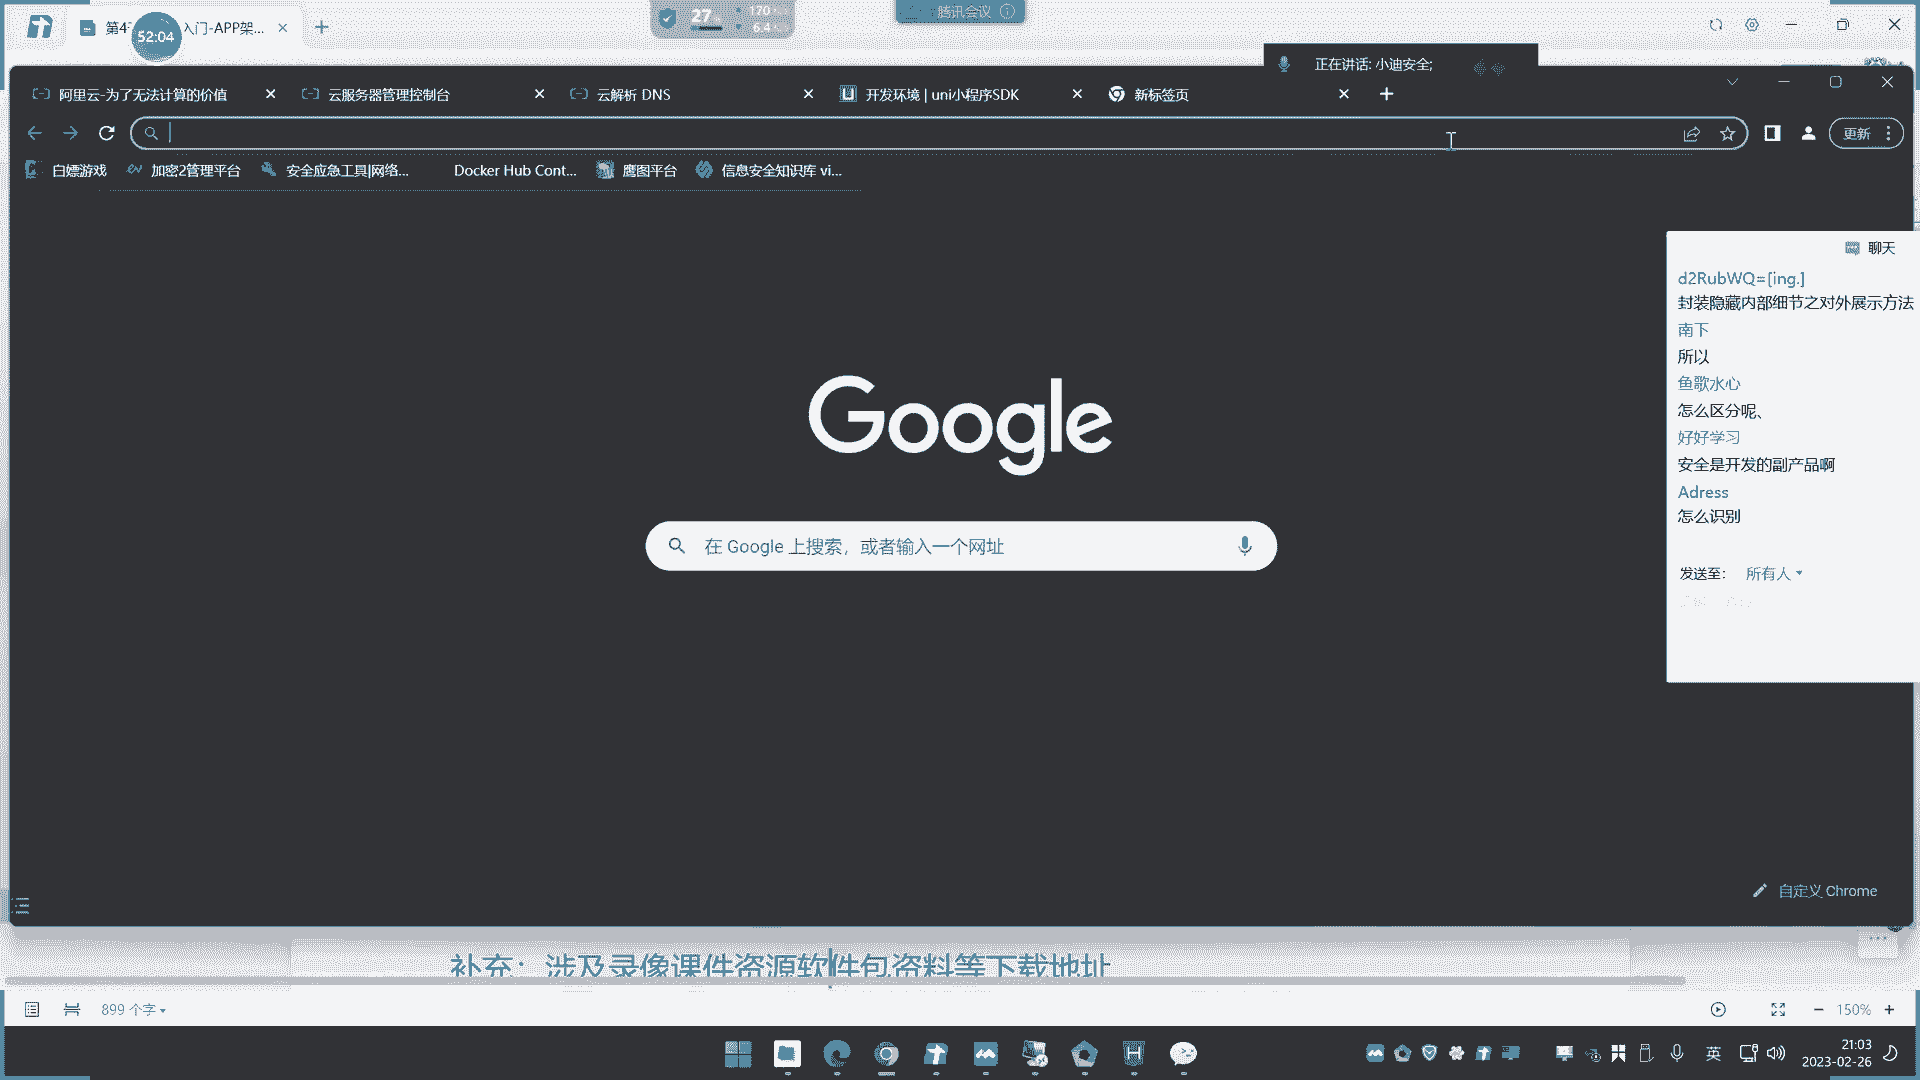 第4
入门-APP架...
52:04
27
170
6.4
腾讯会议
正在讲话: 小迪安全;
阿里云-为了无法计算的价值
云服务器管理控制台
云解析 DNS
开发环境 | uni小程序SDK
新标签页
更新
白嫖游戏
加密2管理平台
安全应急工具|网络...
Docker Hub Cont...
鹰图平台
信息安全知识库 vi...
聊天
d2RubWQ=[ing.]
封装隐藏内部细节之对外展示方法
南下
所以
鱼歌水心
怎么区分呢、
好好学习
安全是开发的副产品啊
Adress
怎么识别
发送至:
所有人
Google
在 Google 上搜索，或者输入一个网址
自定义 Chrome
补充：涉及录像课件资源软件包资料等下载地址
899 个字
150%
英
21:03
2023-02-26